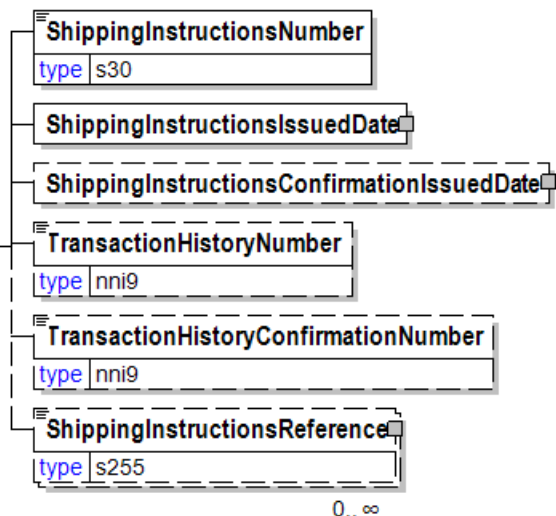 ShippingInstructionsNumber
type s30
ShippingInstructionsIssuedDate
ShippingInstructionsConfirmationIssuedDate
TransactionHistoryNumber
type nni9
TransactionHistoryConfirmationNumber
type nni9
ShippingInstructionsReference
type s255
0..∞